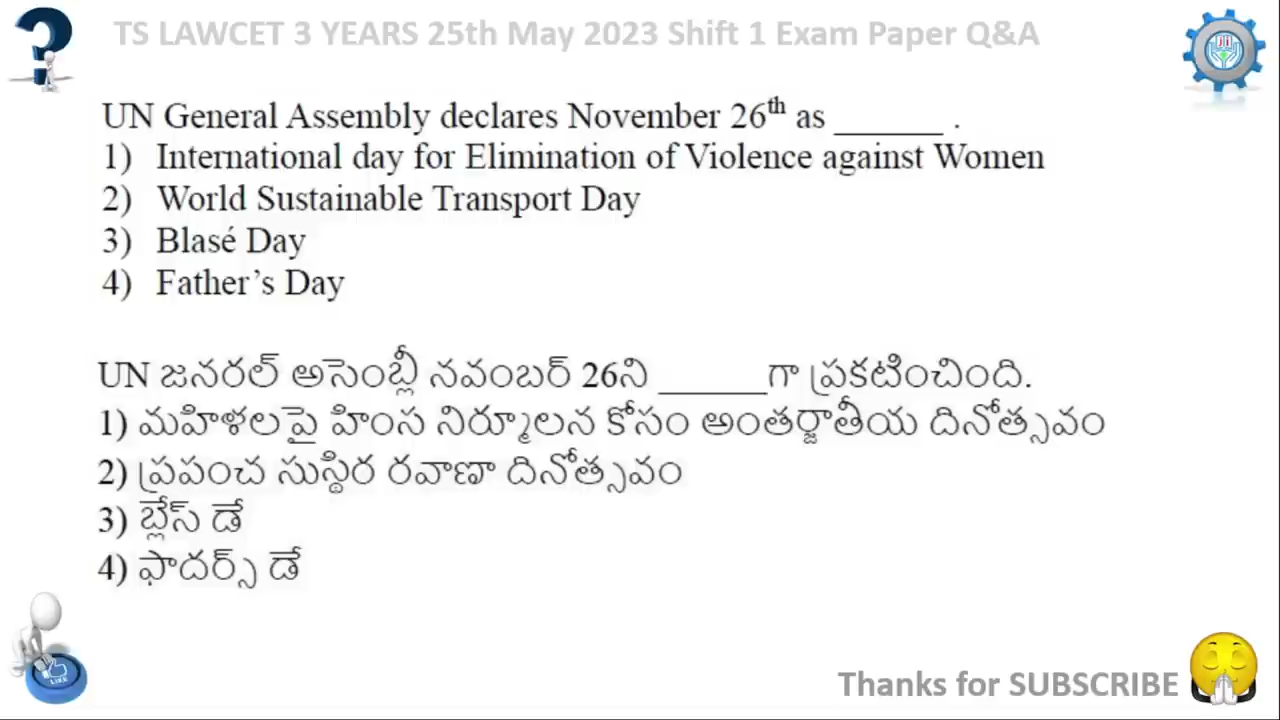 TS LAWCET 3 YEARS 25th May 2023 Shift 1 Exam Paper Q&A
UN General Assembly declares November 26th as ______ .
1) International day for Elimination of Violence against Women
2) World Sustainable Transport Day
3) Blasé Day
4) Father’s Day
UN జనరల్ అసెంబ్లీ నవంబర్ 26ని ______గా ప్రకటించింది.
1) మహిళలపై హింస నిర్మూలన కోసం అంతర్జాతీయ దినోత్సవం
2) ప్రపంచ సుస్థిర రవాణా దినోత్సవం
3) బ్లేస్ డే
4) ఫాదర్స్ డే
LIKE
Thanks for SUBSCRIBE